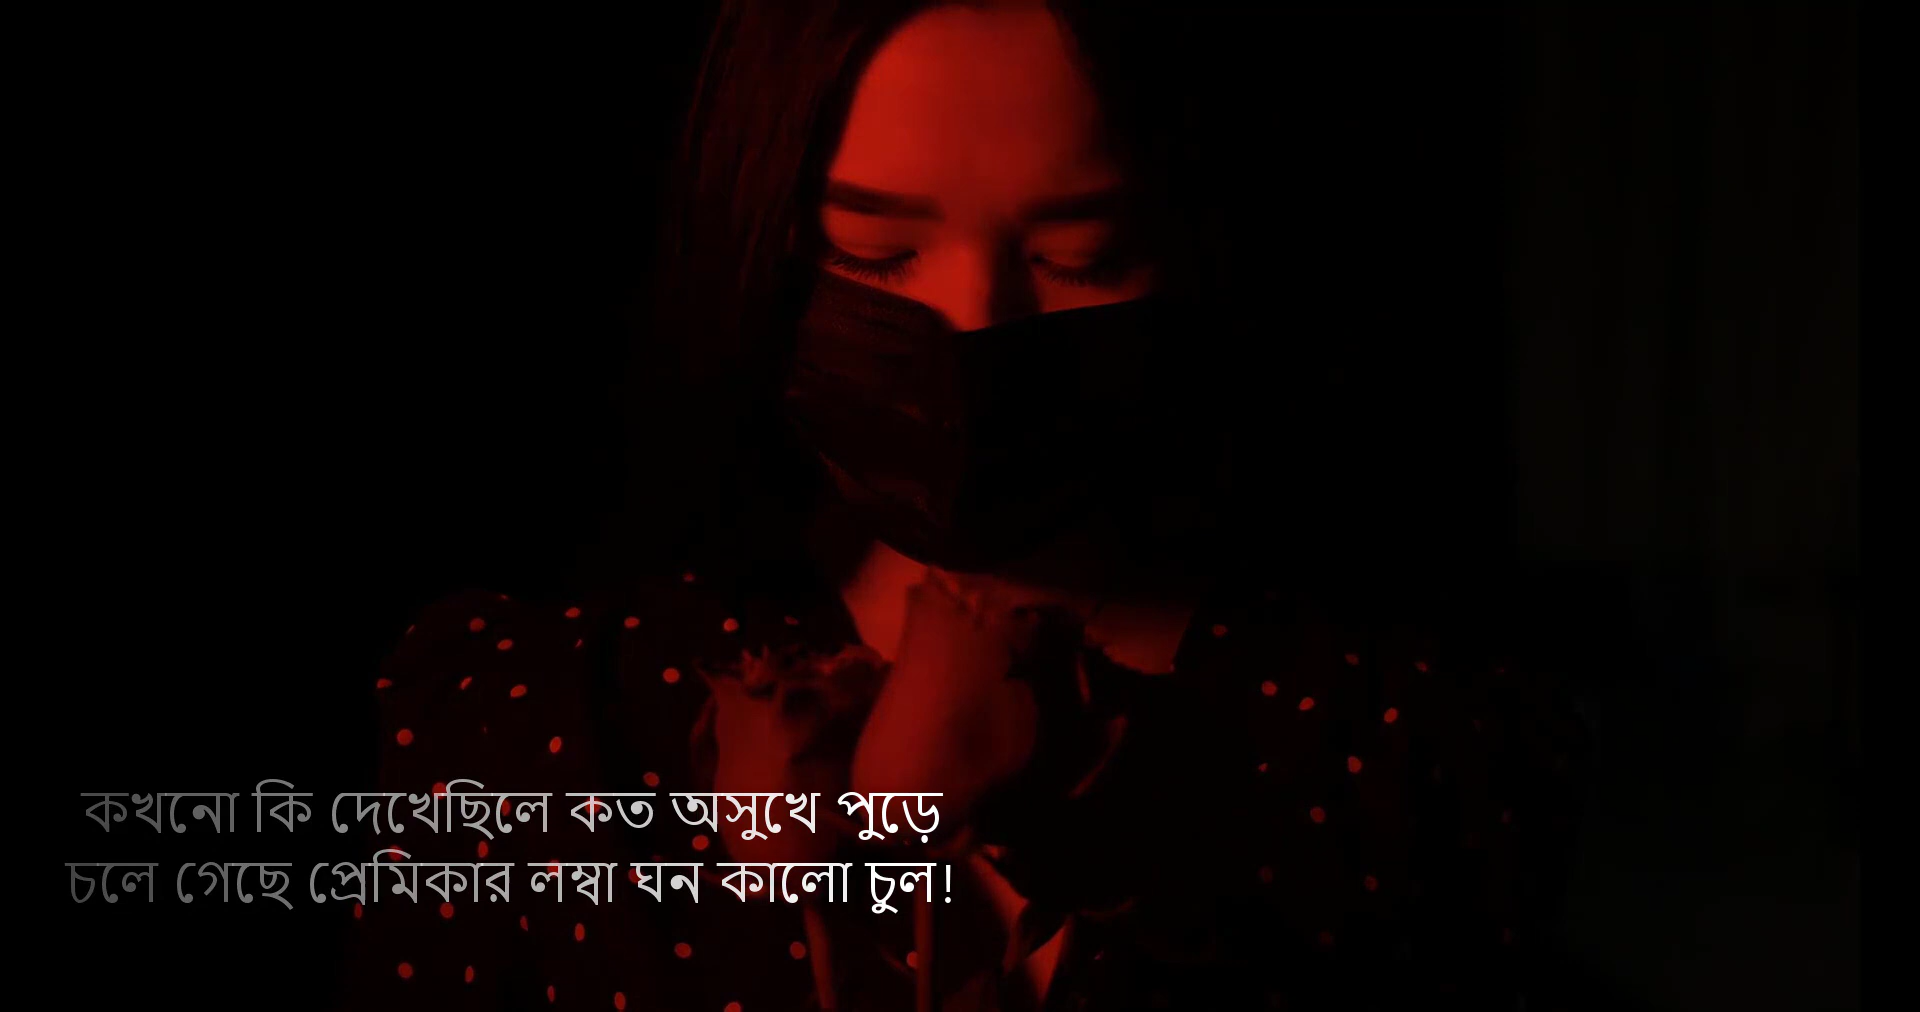 কখনো কি দেখেছিলে কত অসুখে পুড়ে
চলে গেছে প্রেমিকার লম্বা ঘন কালো চুল!